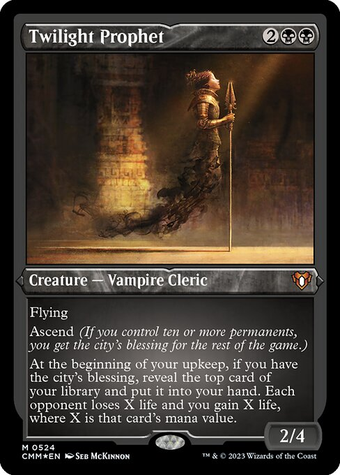 Twilight Prophet 2
Creature — Vampire Cleric
Flying
Ascend (If you control ten or more permanents,
you get the city's blessing for the rest of the game.)
At the beginning of your upkeep, if you have
the city's blessing, reveal the top card of
your library and put it into your hand. Each
opponent loses X life and you gain X life,
where X is that card's mana value.
2/4
M 0524
CMM★EN Seb McKinnon ™ & © 2023 Wizards of the Coast